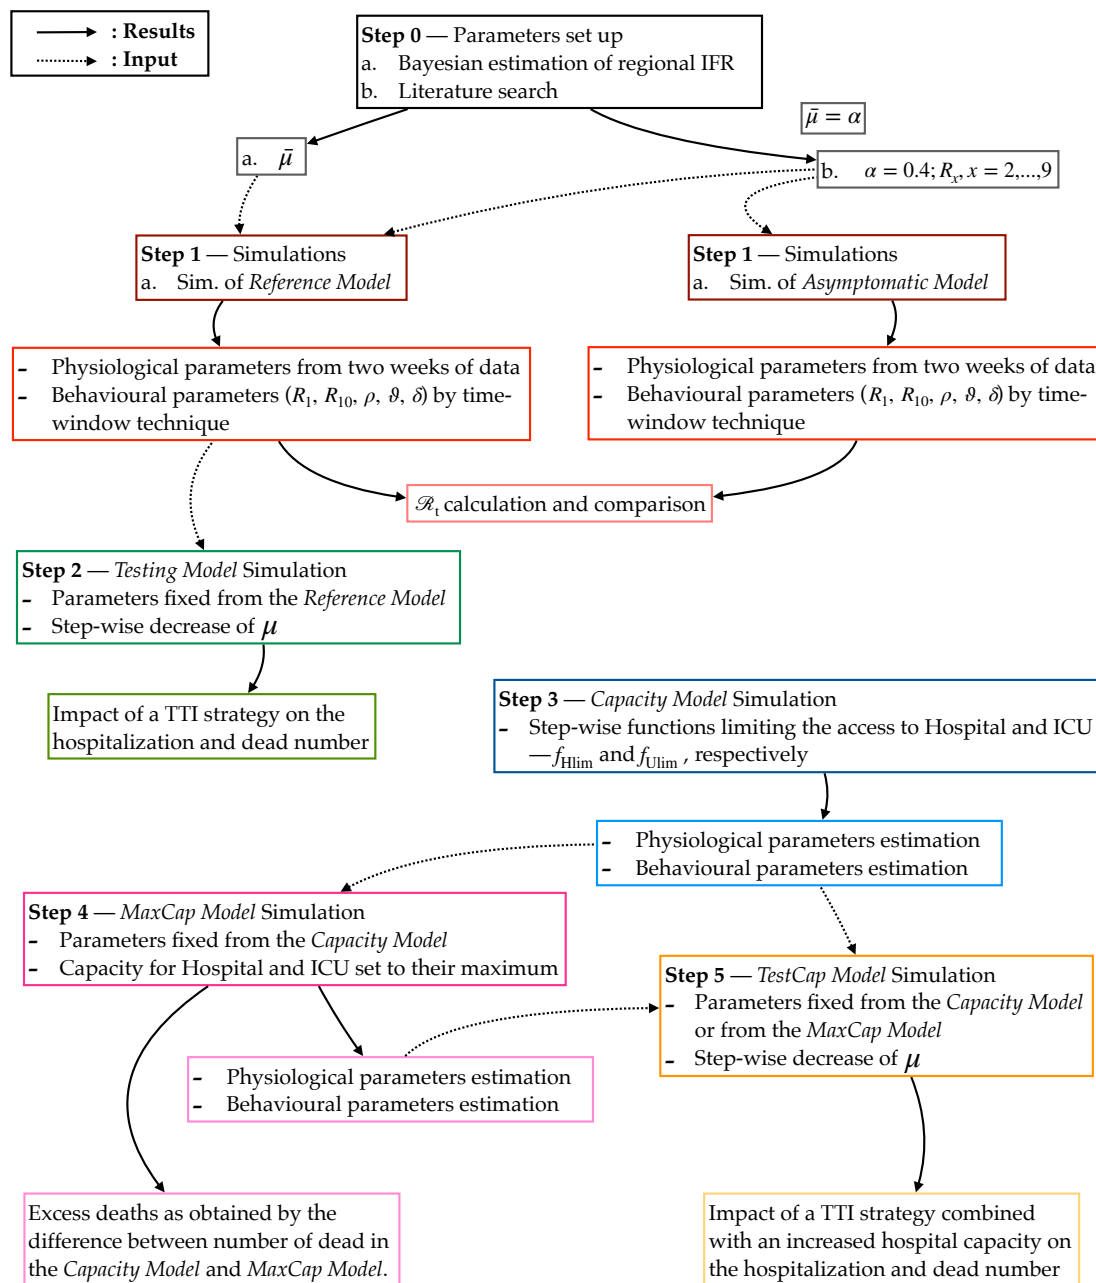 : Results
: Input
Step 0 — Parameters set up
a. Bayesian estimation of regional IFR
b. Literature search
μ̄ = α
a. μ̄
b. α = 0.4; Rₓ, x = 2,...,9
Step 1 — Simulations
a. Sim. of Reference Model
Step 1 — Simulations
a. Sim. of Asymptomatic Model
- Physiological parameters from two weeks of data
- Behavioural parameters (R₁, R₁₀, ρ, ϑ, δ) by time-
window technique
- Physiological parameters from two weeks of data
- Behavioural parameters (R₁, R₁₀, ρ, ϑ, δ) by time-
window technique
ℛₜ calculation and comparison
Step 2 — Testing Model Simulation
- Parameters fixed from the Reference Model
- Step-wise decrease of μ
Impact of a TTI strategy on the
hospitalization and dead number
Step 3 — Capacity Model Simulation
- Step-wise functions limiting the access to Hospital and ICU
— f_Hlim and f_Ulim , respectively
- Physiological parameters estimation
- Behavioural parameters estimation
Step 4 — MaxCap Model Simulation
- Parameters fixed from the Capacity Model
- Capacity for Hospital and ICU set to their maximum
Step 5 — TestCap Model Simulation
- Parameters fixed from the Capacity Model
or from the MaxCap Model
- Step-wise decrease of μ
- Physiological parameters estimation
- Behavioural parameters estimation
Excess deaths as obtained by the
difference between number of dead in
the Capacity Model and MaxCap Model.
Impact of a TTI strategy combined
with an increased hospital capacity on
the hospitalization and dead number